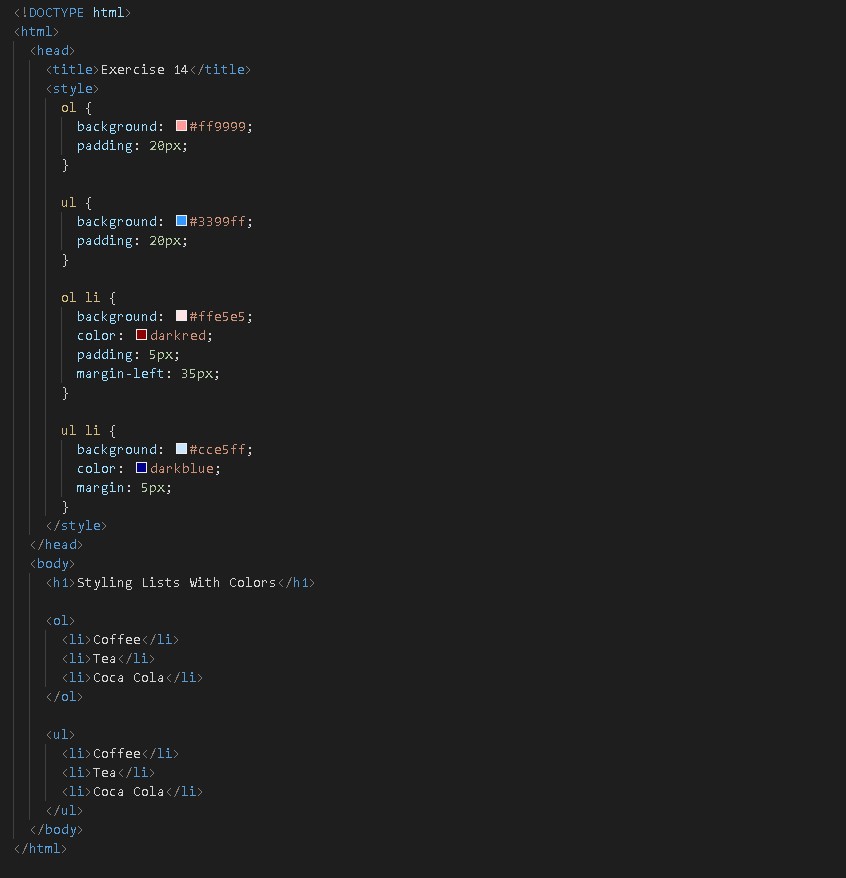 <!DOCTYPE html>
<html>
  <head>
    <title>Exercise 14</title>
    <style>
      ol {
        background: #ff9999;
        padding: 20px;
      }

      ul {
        background: #3399ff;
        padding: 20px;
      }

      ol li {
        background: #ffe5e5;
        color: darkred;
        padding: 5px;
        margin-left: 35px;
      }

      ul li {
        background: #cce5ff;
        color: darkblue;
        margin: 5px;
      }
    </style>
  </head>
  <body>
    <h1>Styling Lists With Colors</h1>

    <ol>
      <li>Coffee</li>
      <li>Tea</li>
      <li>Coca Cola</li>
    </ol>

    <ul>
      <li>Coffee</li>
      <li>Tea</li>
      <li>Coca Cola</li>
    </ul>
  </body>
</html>